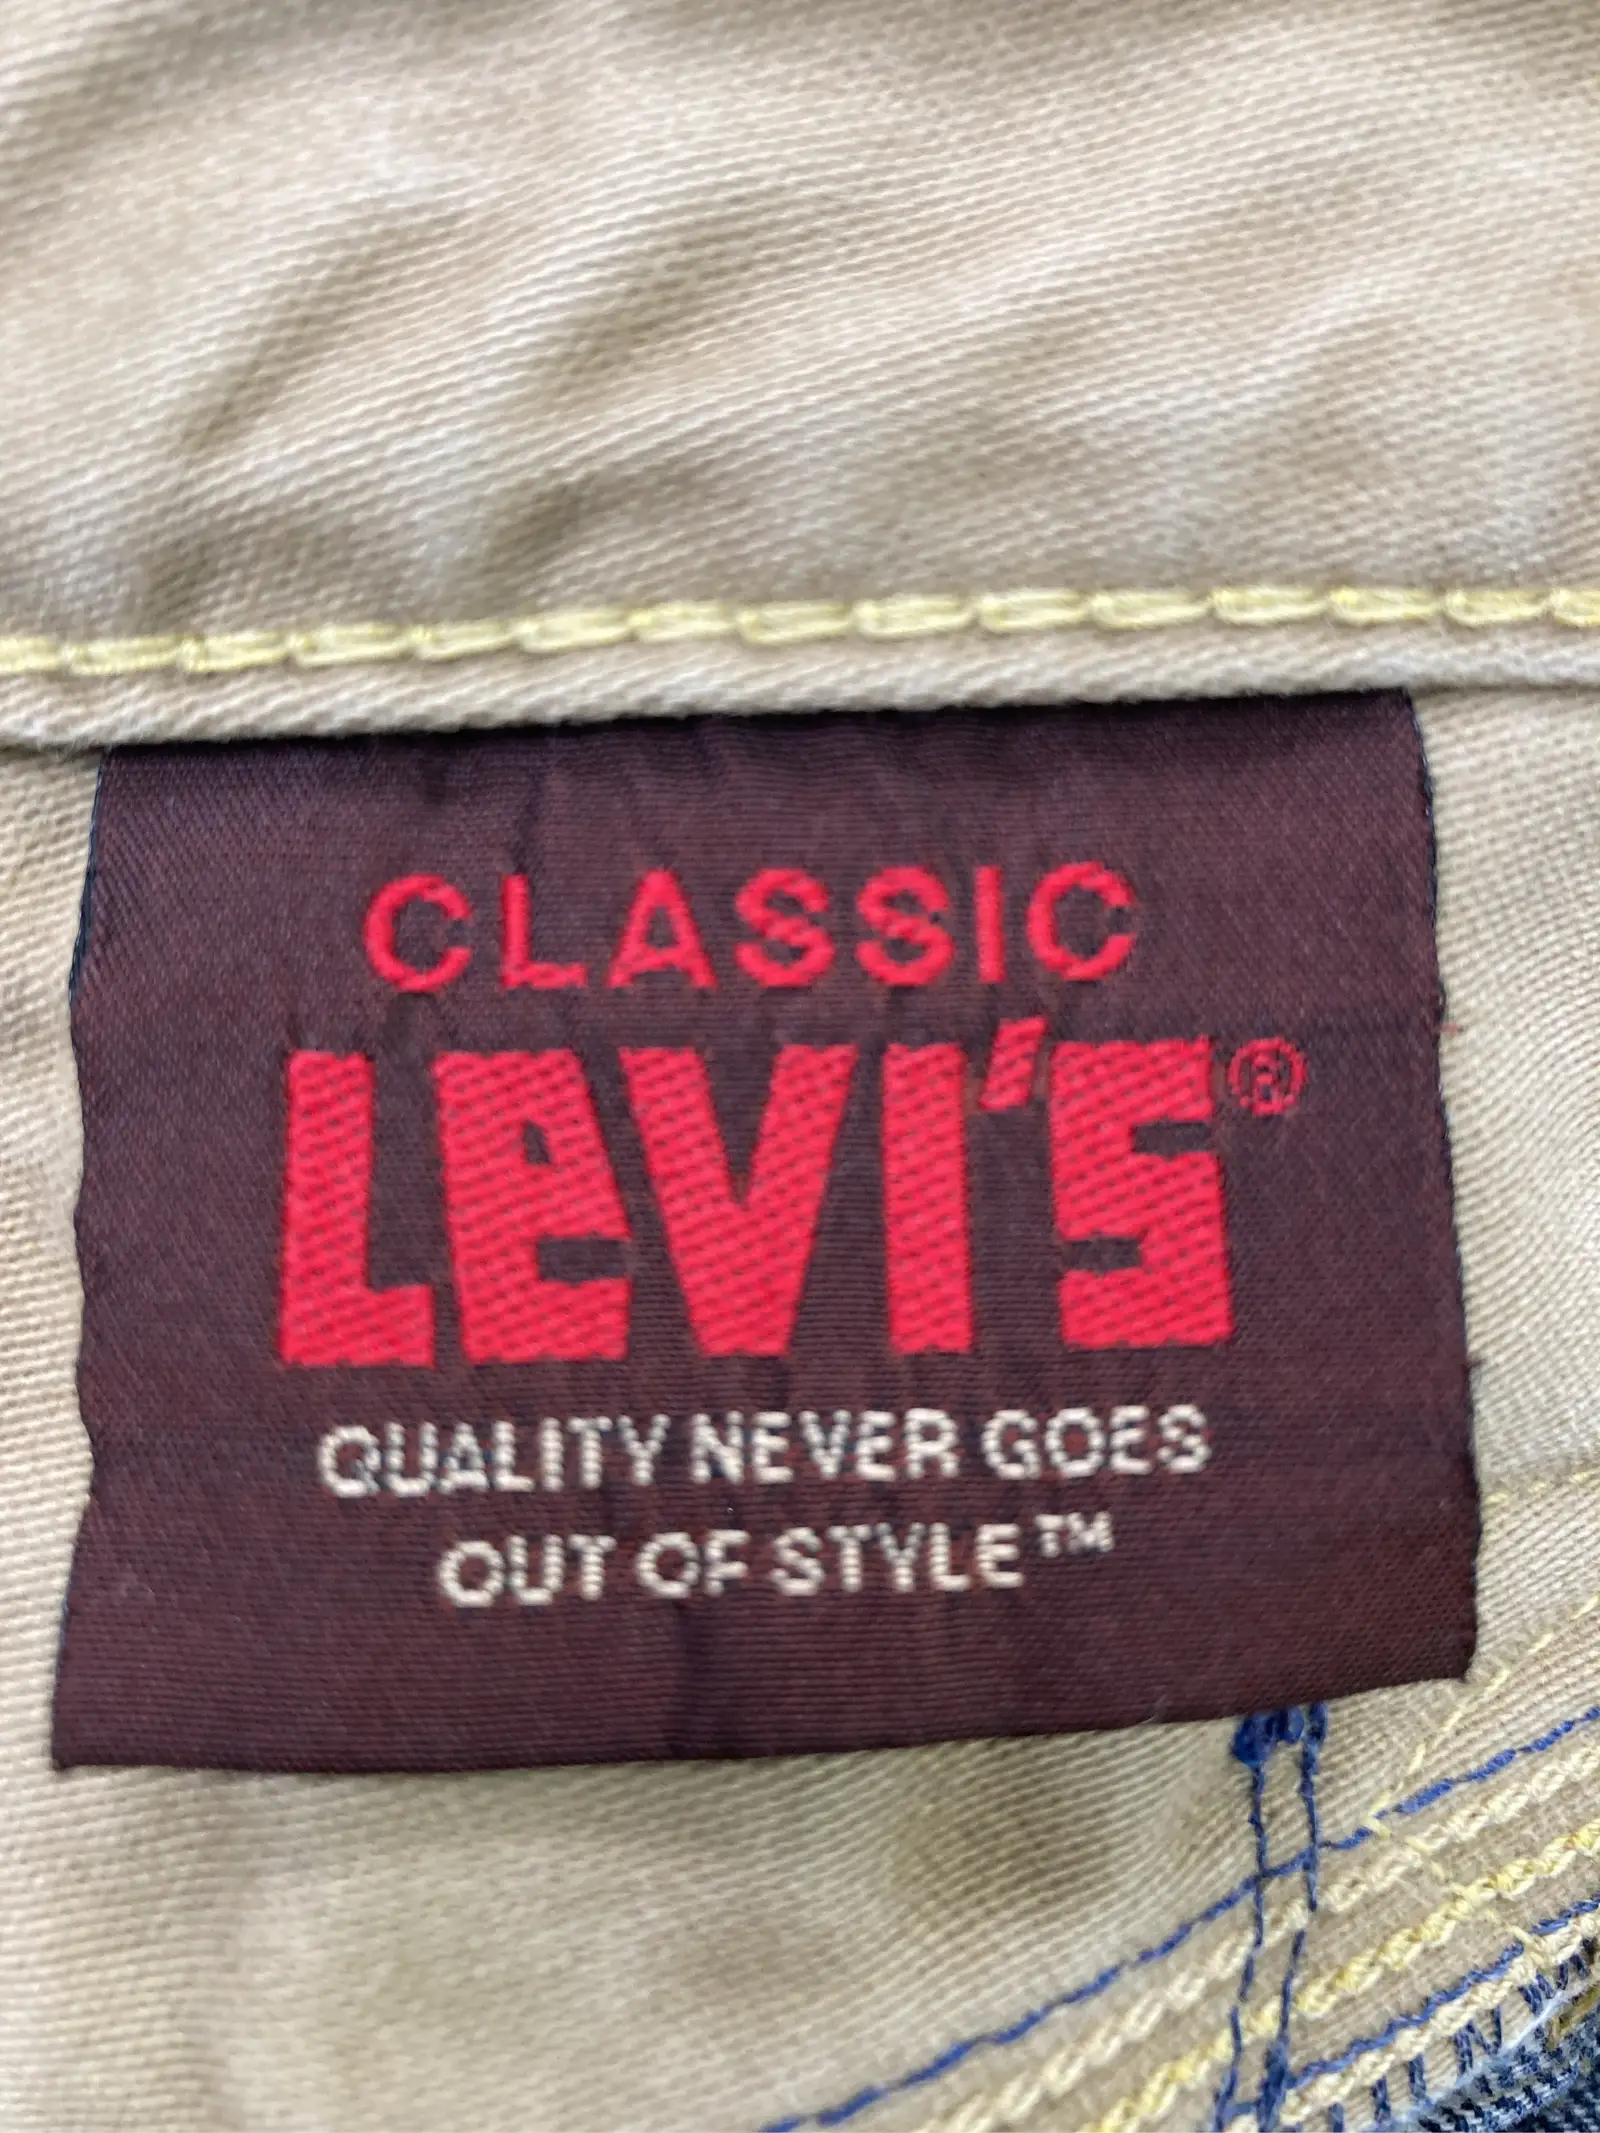 CLASSIC
LEVI'S®
QUALITY NEVER GOES
OUT OF STYLE™